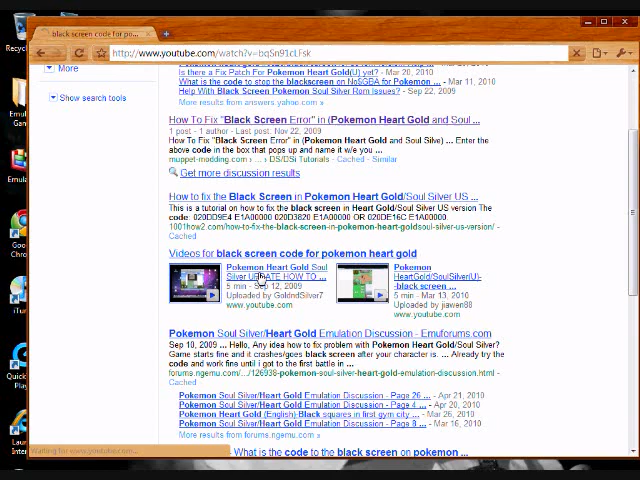 black screen code for po...
http://www.youtube.com/watch?v=bqSn91cLFsk
More
Show search tools
Is there a Fix Patch For Pokemon Heart Gold(U) yet? - Mar 20, 2010
What is the code to stop the blackscreen on No$GBA for Pokemon ... - Mar 11, 2010
Help With Black Screen Pokemon Soul Silver Rom Issues? - Sep 22, 2009
More results from answers.yahoo.com »
How To Fix "Black Screen Error" in (Pokemon Heart Gold and Soul ...
1 post - 1 author - Last post: Nov 22, 2009
How To Fix "Black Screen Error" in (Pokemon Heart Gold and Soul Silve) ... Enter the
above code in the box that pops up and name it w/e you ...
muppet-modding.com › ... › DS/DSi Tutorials - Cached - Similar
Get more discussion results
How to fix the Black Screen in Pokemon Heart Gold/Soul Silver US ...
This is a tutorial on how to fix black screen in Heart Gold/Soul Silver US version The
code: 020DD9E4 E1A00000 020D3820 E1A00000 OR 020DE16C E1A00000.
1001how2.com/how-to-fix-the-black-screen-in-pokemon-heart-goldsoul-silver-us-version/ -
Cached
Videos for black screen code for pokemon heart gold
Pokemon Heart Gold Soul
Silver UPDATE HOW TO ...
5 min - Sep 12, 2009
Uploaded by GoldndSilver7
www.youtube.com
Pokemon
HeartGold/SoulSilver(U)-
-black screen ...
5 min - Mar 13, 2010
Uploaded by jiawen88
www.youtube.com
Pokemon Soul Silver/Heart Gold Emulation Discussion - Emuforums.com
Sep 10, 2009 ... Hello, Any idea how to fix problem with Pokemon Heart Gold/Soul Silver?
Game starts fine and it crashes/goes black screen after your character is. ... Already try the
code and work fine until i got to the first battle in ...
forums.ngemu.com/.../126938-pokemon-soul-silver-heart-gold-emulation-discussion.html -
Cached
Pokemon Soul Silver/Heart Gold Emulation Discussion - Page 26 ... - Apr 21, 2010
Pokemon Soul Silver/Heart Gold Emulation Discussion - Page 4 ... - Apr 20, 2010
Pokemon Heart Gold (English)-Black squares in first gym city ... - Mar 26, 2010
Pokemon Soul Silver/Heart Gold Emulation Discussion - Page 8 ... - Mar 16, 2010
More results from forums.ngemu.com »
What is the code to the black screen on pokemon ...
Waiting for www.youtube.com...